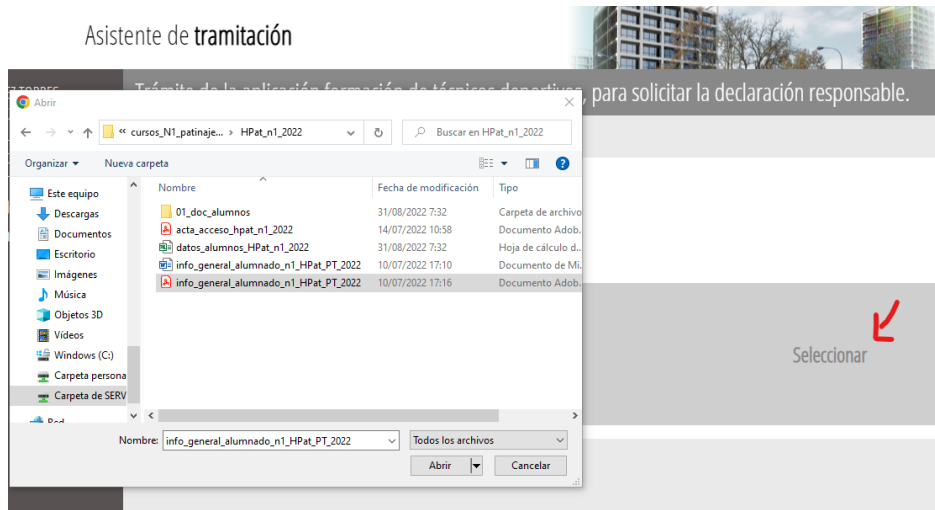 Asistente de tramitación
Trámite de la aplicación formación de técnicos deportivos, para solicitar la declaración responsable.
Abrir
« cursos_N1_patinaje... › HPat_n1_2022
Buscar en HPat_n1_2022
Organizar
Nueva carpeta
Nombre Fecha de modificación Tipo
Este equipo
Descargas
Documentos
Escritorio
Imágenes
Música
Objetos 3D
Vídeos
Windows (C:)
Carpeta persona
Carpeta de SERV
Red
01_doc_alumnos 31/08/2022 7:32 Carpeta de archivo
acta_acceso_hpat_n1_2022 14/07/2022 10:58 Documento Adob.
datos_alumnos_HPat_n1_2022 31/08/2022 7:32 Hoja de cálculo d..
info_general_alumnado_n1_HPat_PT_2022 10/07/2022 17:10 Documento de Mi.
info_general_alumnado_n1_HPat_PT_2022 10/07/2022 17:16 Documento Adob.
Seleccionar
Nombre: info_general_alumnado_n1_HPat_PT_2022 Todos los archivos
Abrir Cancelar